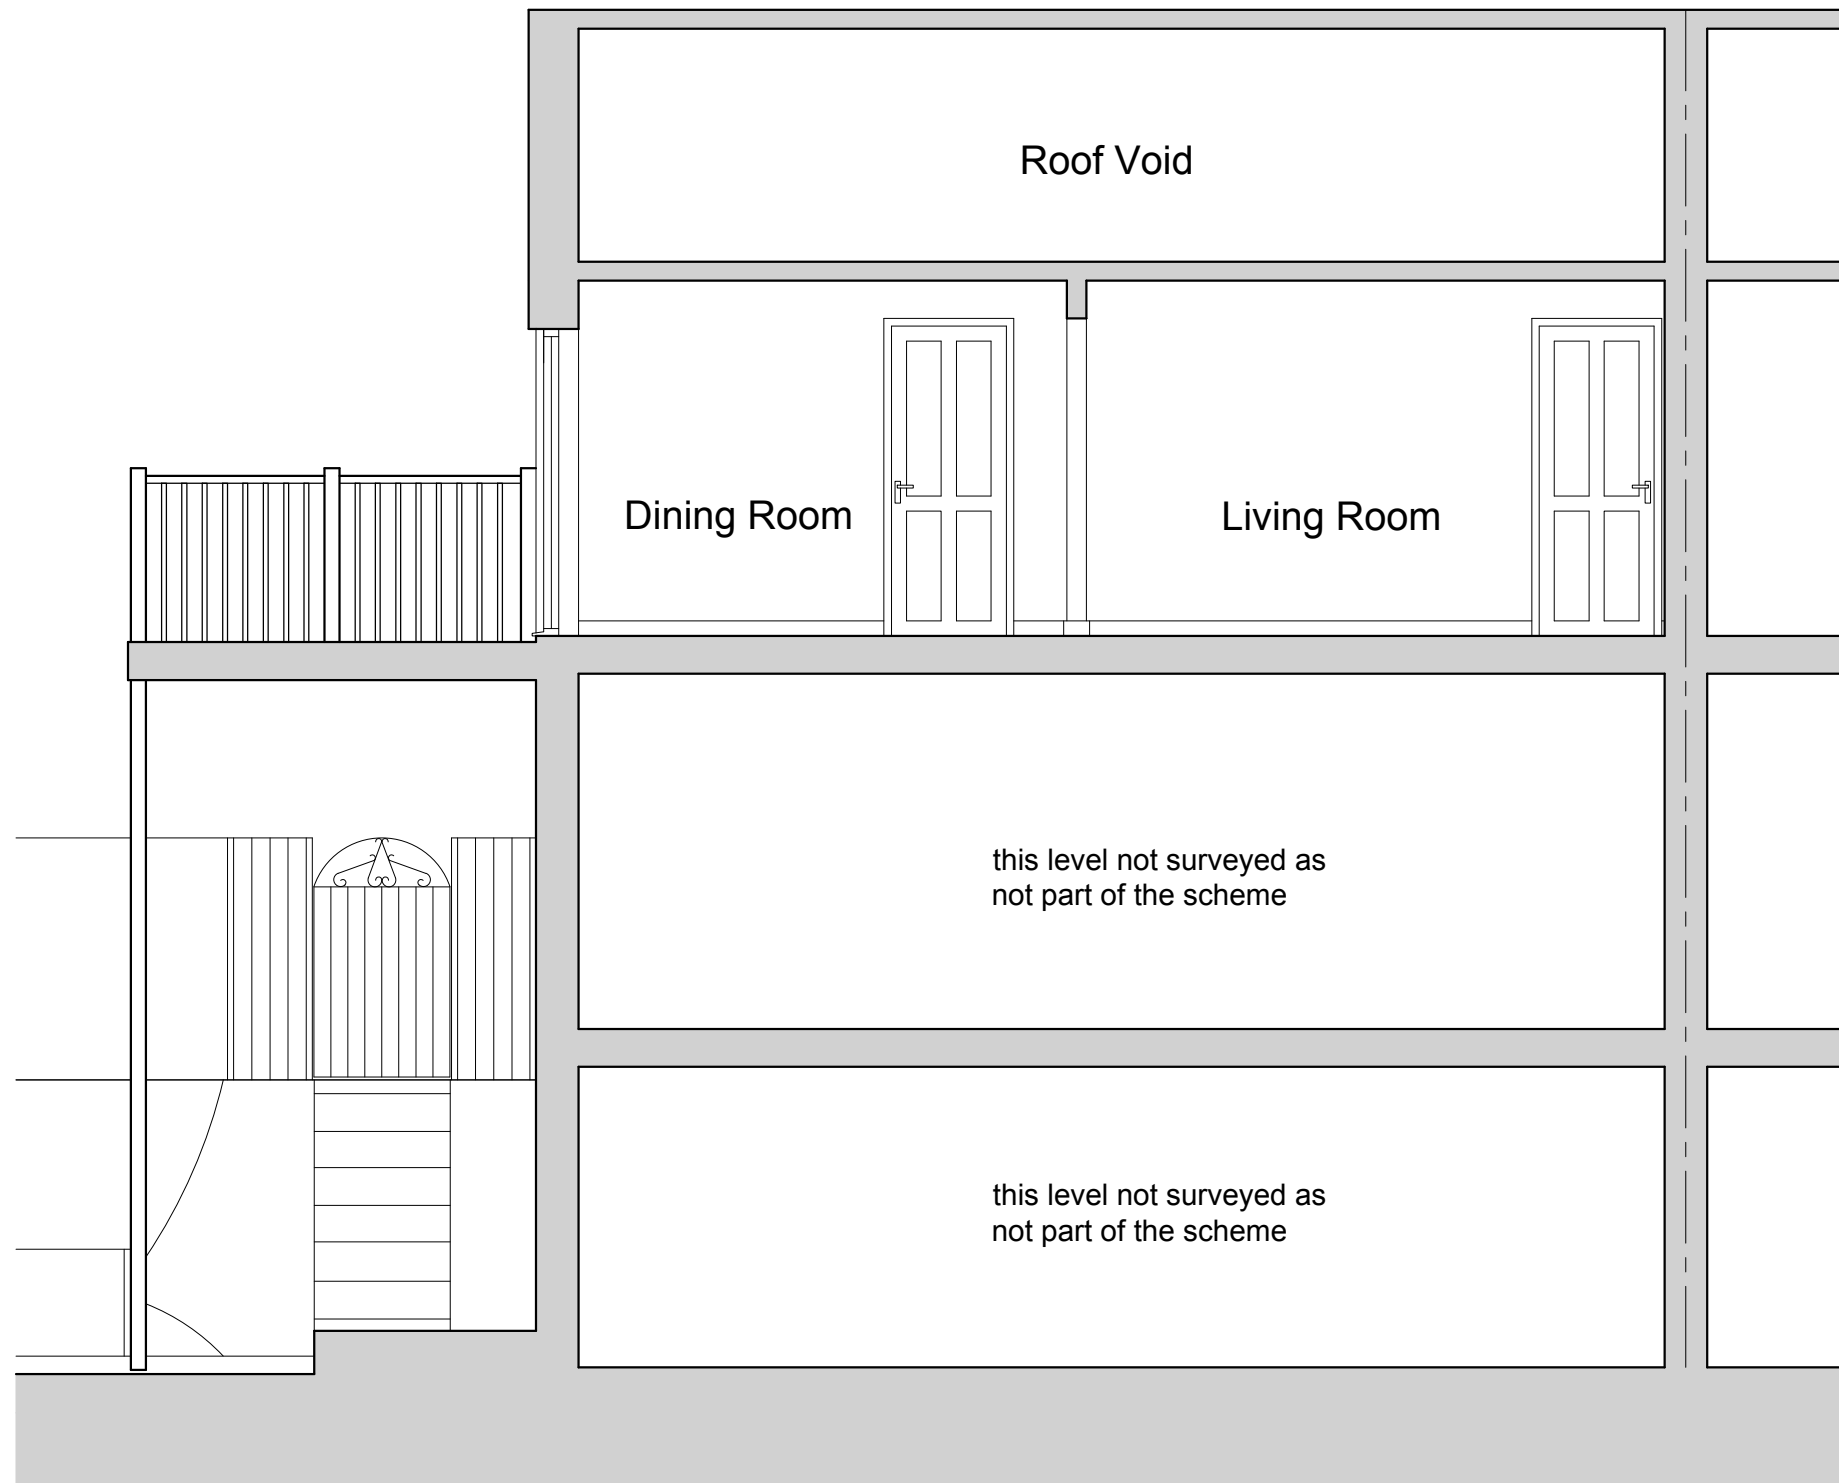 Roof Void
Dining Room
Living Room
this level not surveyed as
not part of the scheme
this level not surveyed as
not part of the scheme